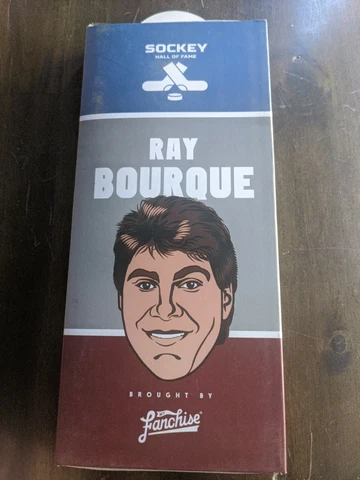 SOCKEY
HALL OF FAME
RAY
BOURQUE
BROUGHT BY
Fanchise